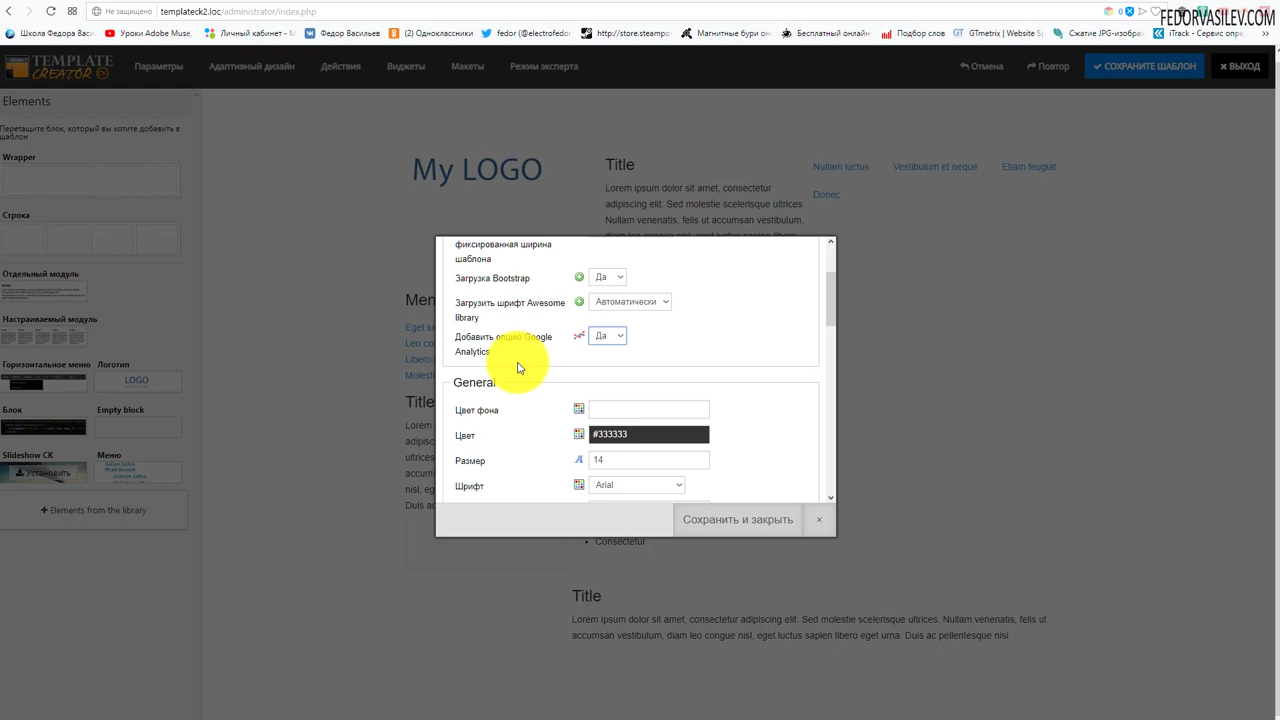 Не защищено
templateck2.loc/administrator/index.php
0
FEDORVASILEV.COM
Школа Федора Васи..
Уроки Adobe Muse,
Личный кабинет - М
Федор Васильев
(2) Одноклассники
fedor (@electrofedor
http://store.steampo
Магнитные бури он
Бесплатный онлайн
Подбор слов
GTmetrix | Website S
Сжатие JPG-изобра
iTrack - Сервис опре
TEMPLATE
CREATOR
Параметры
Адаптивный дизайн
Действия
Виджеты
Макеты
Режим эксперта
Отмена
Повтор
СОХРАНИТЕ ШАБЛОН
ВЫХОД
Elements
Перетащите блок, который вы хотите добавить в
шаблон
Wrapper
Строка
Отдельный модуль
Настраиваемый модуль
Горизонтальное меню
Логотип
LOGO
Блок
Empty block
Slideshow CK
Меню
Установить
Elements from the library
My LOGO
Title
Lorem ipsum dolor sit amet, consectetur
adipiscing elit. Sed molestie scelerisque ultrices.
Nullam venenatis, felis ut accumsan vestibulum,
Nullam luctus
Vestibulum et neque
Etiam feugiat
Donec
фиксированная ширина
шаблона
Загрузка Bootstrap
Да
Загрузить шрифт Awesome
library
Автоматически
Добавить опцию Google
Analytics
Да
General
Цвет фона
Цвет
#333333
Размер
14
Шрифт
Arial
Сохранить и закрыть
×
Men
Eget lu
Leo co
Libero
Molest
Title
Lorem
Consectetur
Title
Lorem ipsum dolor sit amet, consectetur adipiscing elit. Sed molestie scelerisque ultrices. Nullam venenatis, felis ut
accumsan vestibulum, diam leo congue nisl, eget luctus sapien libero eget urna. Duis ac pellentesque nisi.